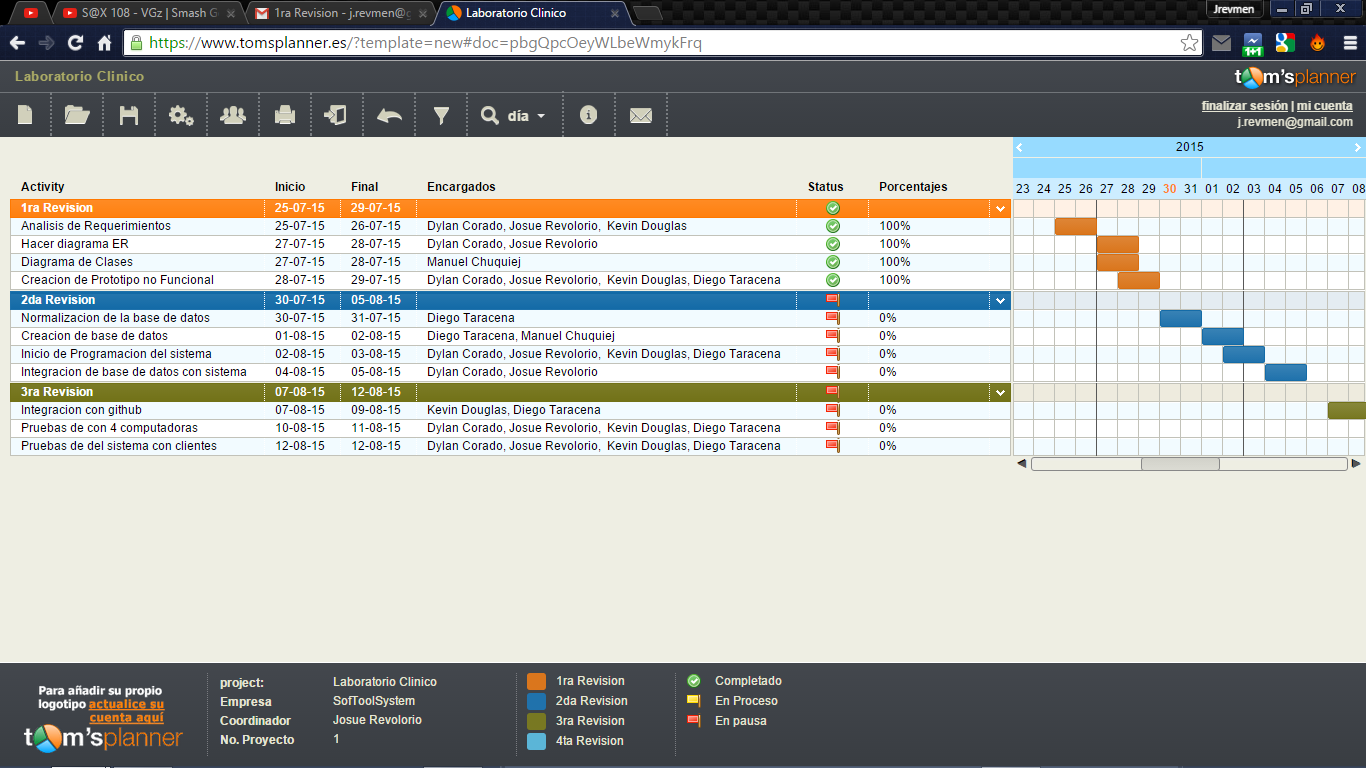 S@X 108 - VGz | Smash G
1ra Revision - j.revmen@g
Laboratorio Clinico
Jrevmen
https://www.tomsplanner.es/?template=new#doc=pbgQpcOeyWLbeWmykFrq
1+1
Laboratorio Clinico
tom'splanner
finalizar sesión | mi cuenta
j.revmen@gmail.com
día
2015
Activity Inicio Final Encargados Status Porcentajes 23 24 25 26 27 28 29 30 31 01 02 03 04 05 06 07 08
1ra Revision 25-07-15 29-07-15
Analisis de Requerimientos 25-07-15 26-07-15 Dylan Corado, Josue Revolorio, Kevin Douglas 100%
Hacer diagrama ER 27-07-15 28-07-15 Dylan Corado, Josue Revolorio 100%
Diagrama de Clases 27-07-15 28-07-15 Manuel Chuquiej 100%
Creacion de Prototipo no Funcional 28-07-15 29-07-15 Dylan Corado, Josue Revolorio, Kevin Douglas, Diego Taracena 100%
2da Revision 30-07-15 05-08-15
Normalizacion de la base de datos 30-07-15 31-07-15 Diego Taracena 0%
Creacion de base de datos 01-08-15 02-08-15 Diego Taracena, Manuel Chuquiej 0%
Inicio de Programacion del sistema 02-08-15 03-08-15 Dylan Corado, Josue Revolorio, Kevin Douglas, Diego Taracena 0%
Integracion de base de datos con sistema 04-08-15 05-08-15 Dylan Corado, Josue Revolorio 0%
3ra Revision 07-08-15 12-08-15
Integracion con github 07-08-15 09-08-15 Kevin Douglas, Diego Taracena 0%
Pruebas de con 4 computadoras 10-08-15 11-08-15 Dylan Corado, Josue Revolorio, Kevin Douglas, Diego Taracena 0%
Pruebas de del sistema con clientes 12-08-15 12-08-15 Dylan Corado, Josue Revolorio, Kevin Douglas, Diego Taracena 0%
Para añadir su propio
logotipo actualice su
cuenta aquí
tom'splanner
project: Laboratorio Clinico
Empresa SofToolSystem
Coordinador Josue Revolorio
No. Proyecto 1
1ra Revision
2da Revision
3ra Revision
4ta Revision
Completado
En Proceso
En pausa